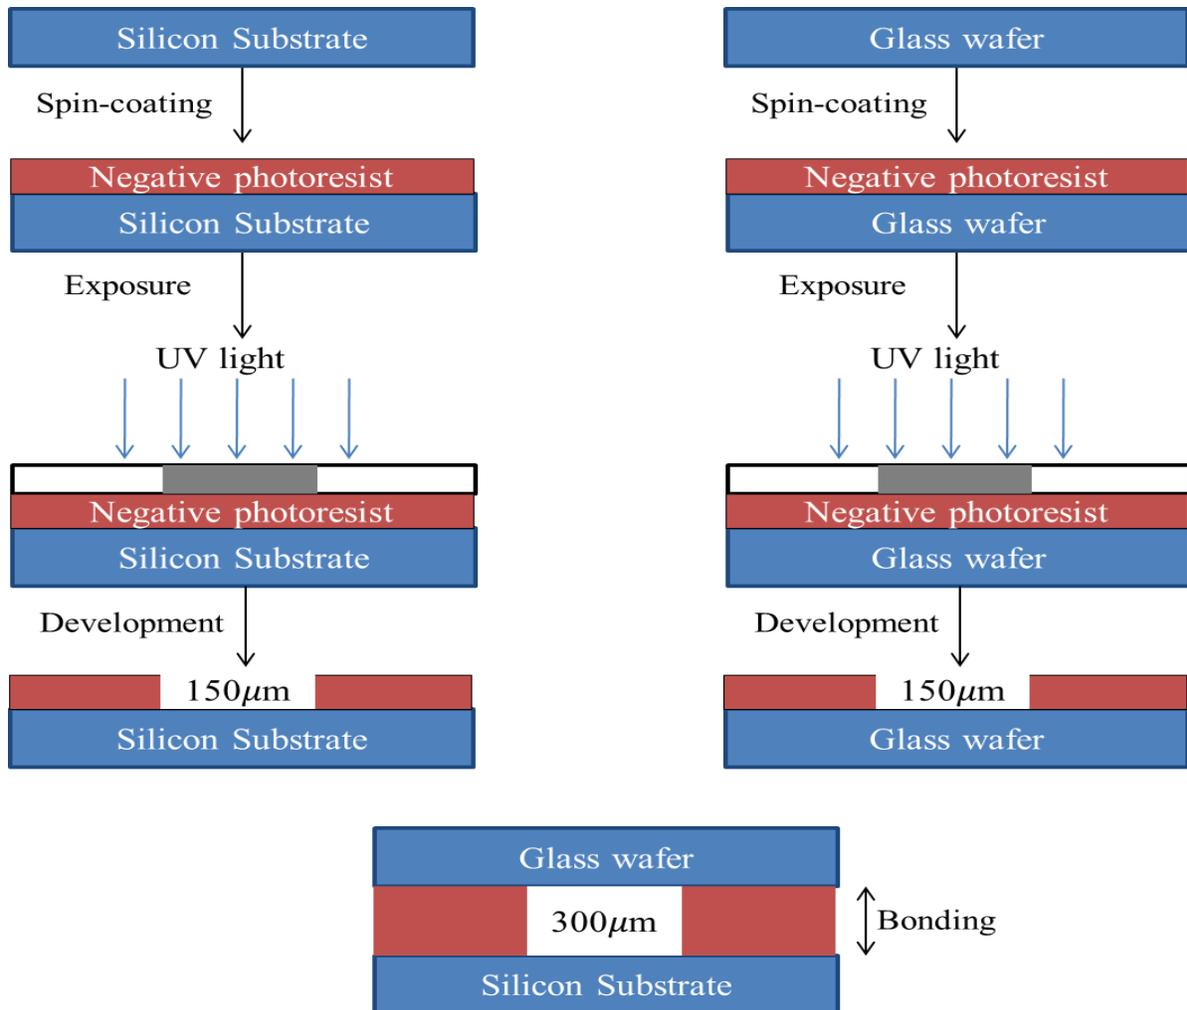 Silicon Substrate
Spin-coating
Negative photoresist
Silicon Substrate
Exposure
UV light
Negative photoresist
Silicon Substrate
Development
150μm
Silicon Substrate
Glass wafer
Spin-coating
Negative photoresist
Glass wafer
Exposure
UV light
Negative photoresist
Glass wafer
Development
150μm
Glass wafer
Glass wafer
300μm
Bonding
Silicon Substrate